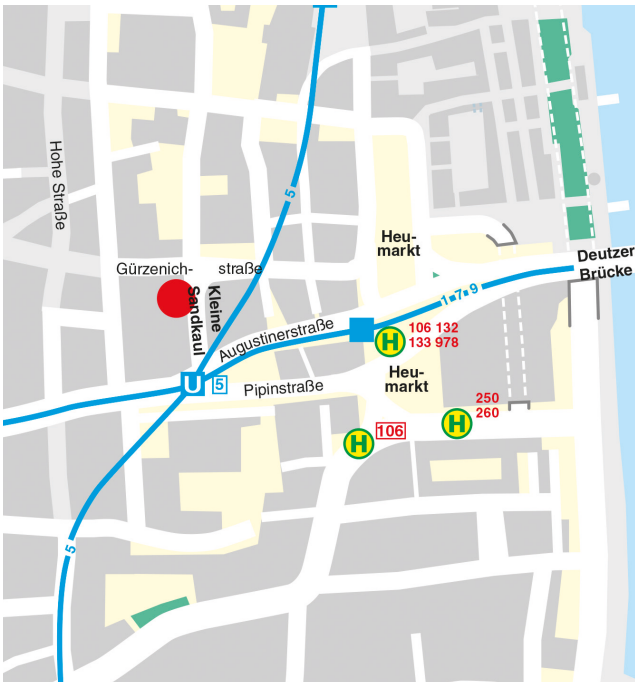 5
Hohe Straße
Heu-
markt
Gürzenich-
straße
Deutzer
Brücke
Kleine
Sandkaul
1·7·9
Augustinerstraße
H
106 132
133 978
Heu-
markt
U
5
Pipinstraße
250
260
H
106
H
5